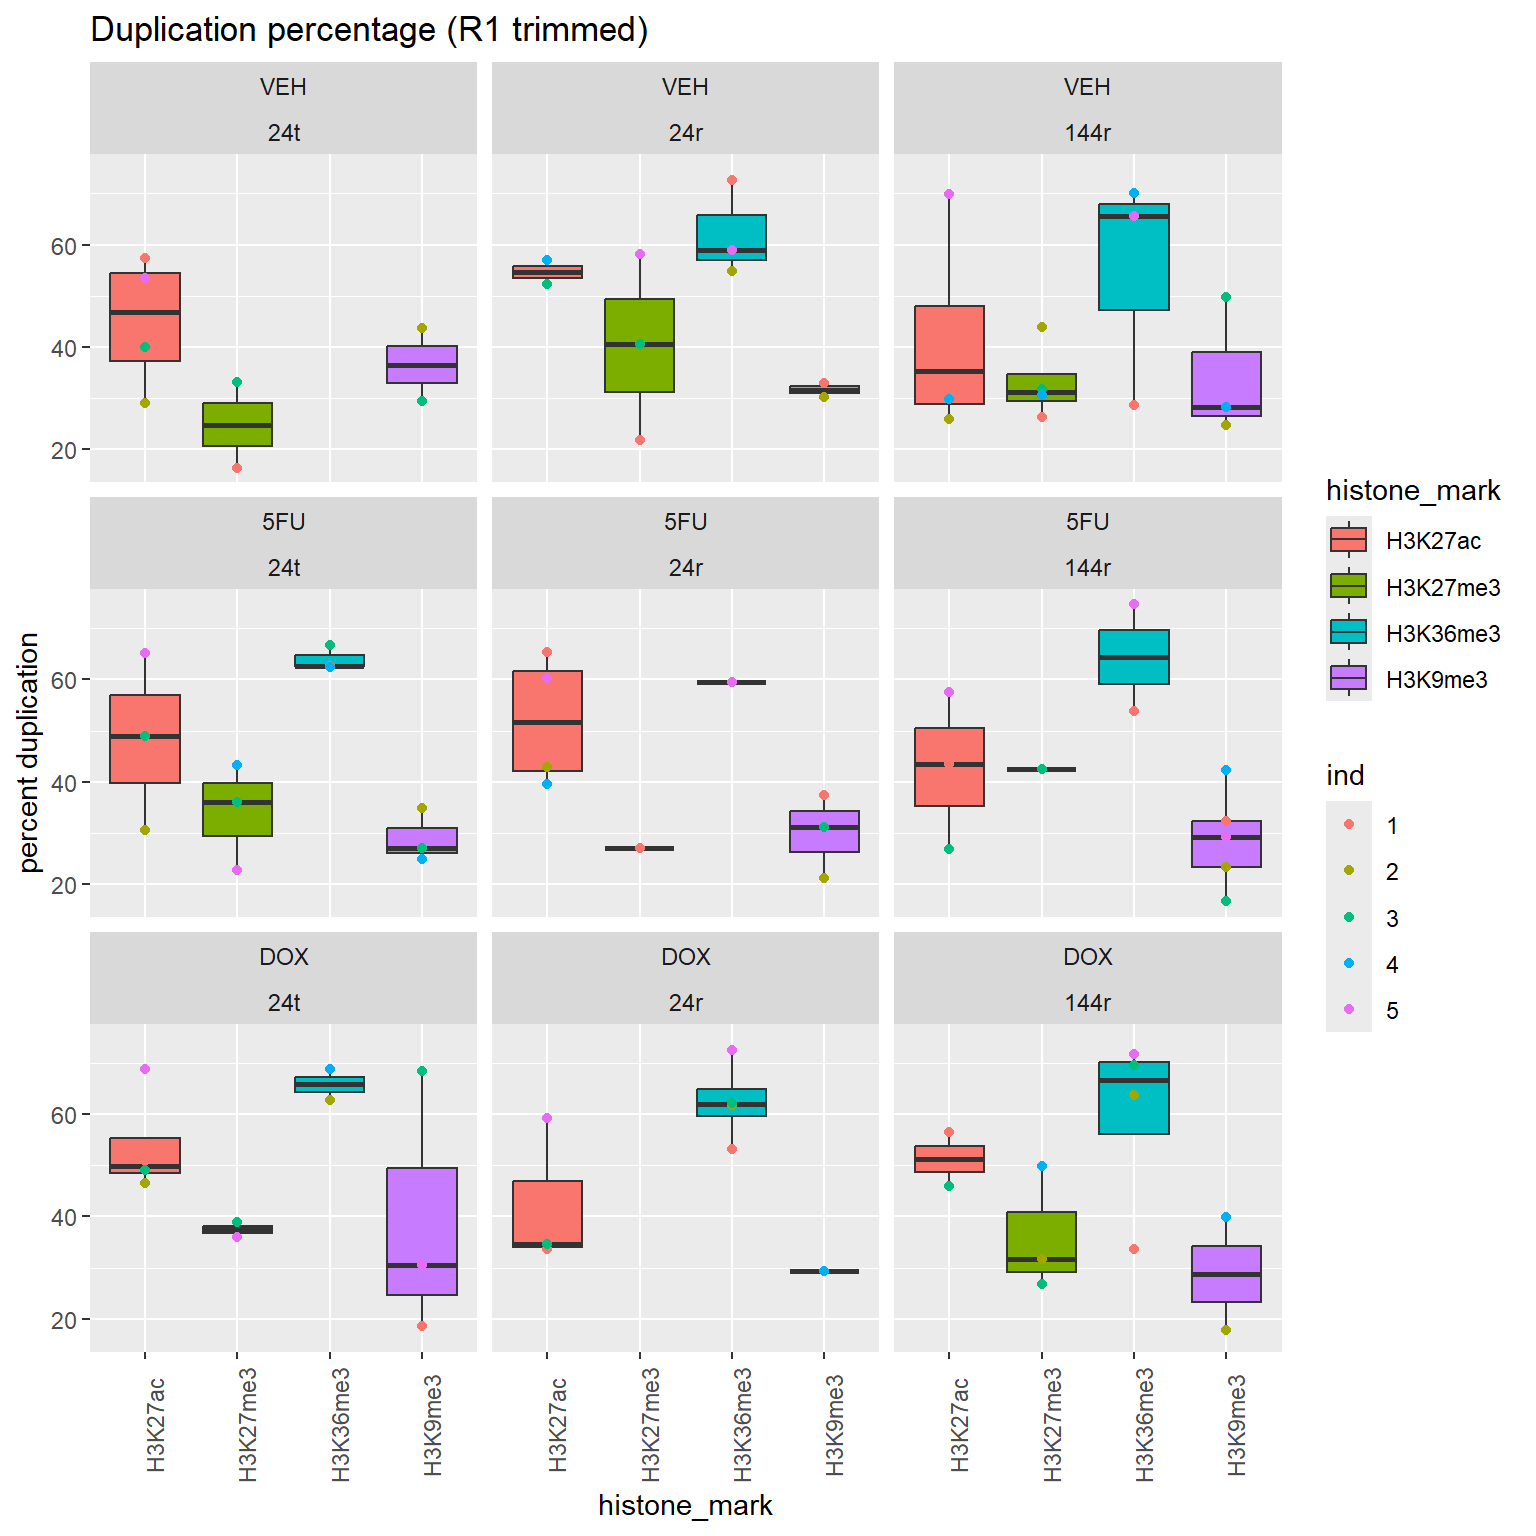 Duplication percentage (R1 trimmed)
VEH
24t
VEH
24r
VEH
144r
60
40
20
5FU
24t
5FU
24r
5FU
144r
60
40
20
DOX
24t
DOX
24r
DOX
144r
60
40
20
percent duplication
H3K27ac
H3K27me3
H3K36me3
H3K9me3
H3K27ac
H3K27me3
H3K36me3
H3K9me3
H3K27ac
H3K27me3
H3K36me3
H3K9me3
histone_mark
histone_mark
H3K27ac
H3K27me3
H3K36me3
H3K9me3
ind
1
2
3
4
5